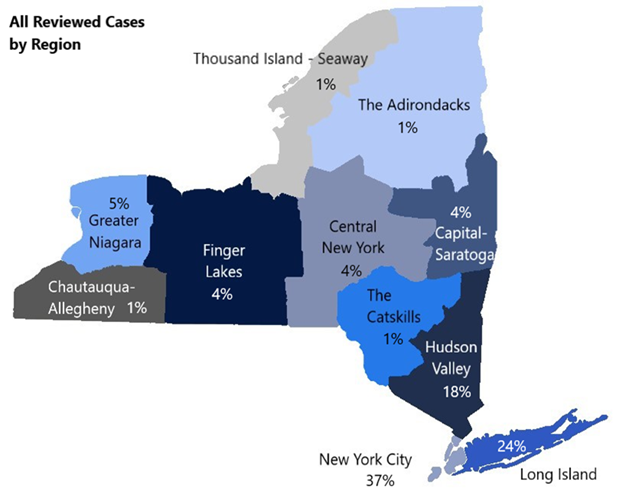 All Reviewed Cases
by Region
Thousand Island - Seaway
1%
The Adirondacks
1%
5%
Greater
Niagara
Finger
Lakes
4%
Central
New York
4%
4%
Capital-
Saratoga
Chautauqua-
Allegheny 1%
The
Catskills
1%
Hudson
Valley
18%
New York City
37%
24%
Long Island